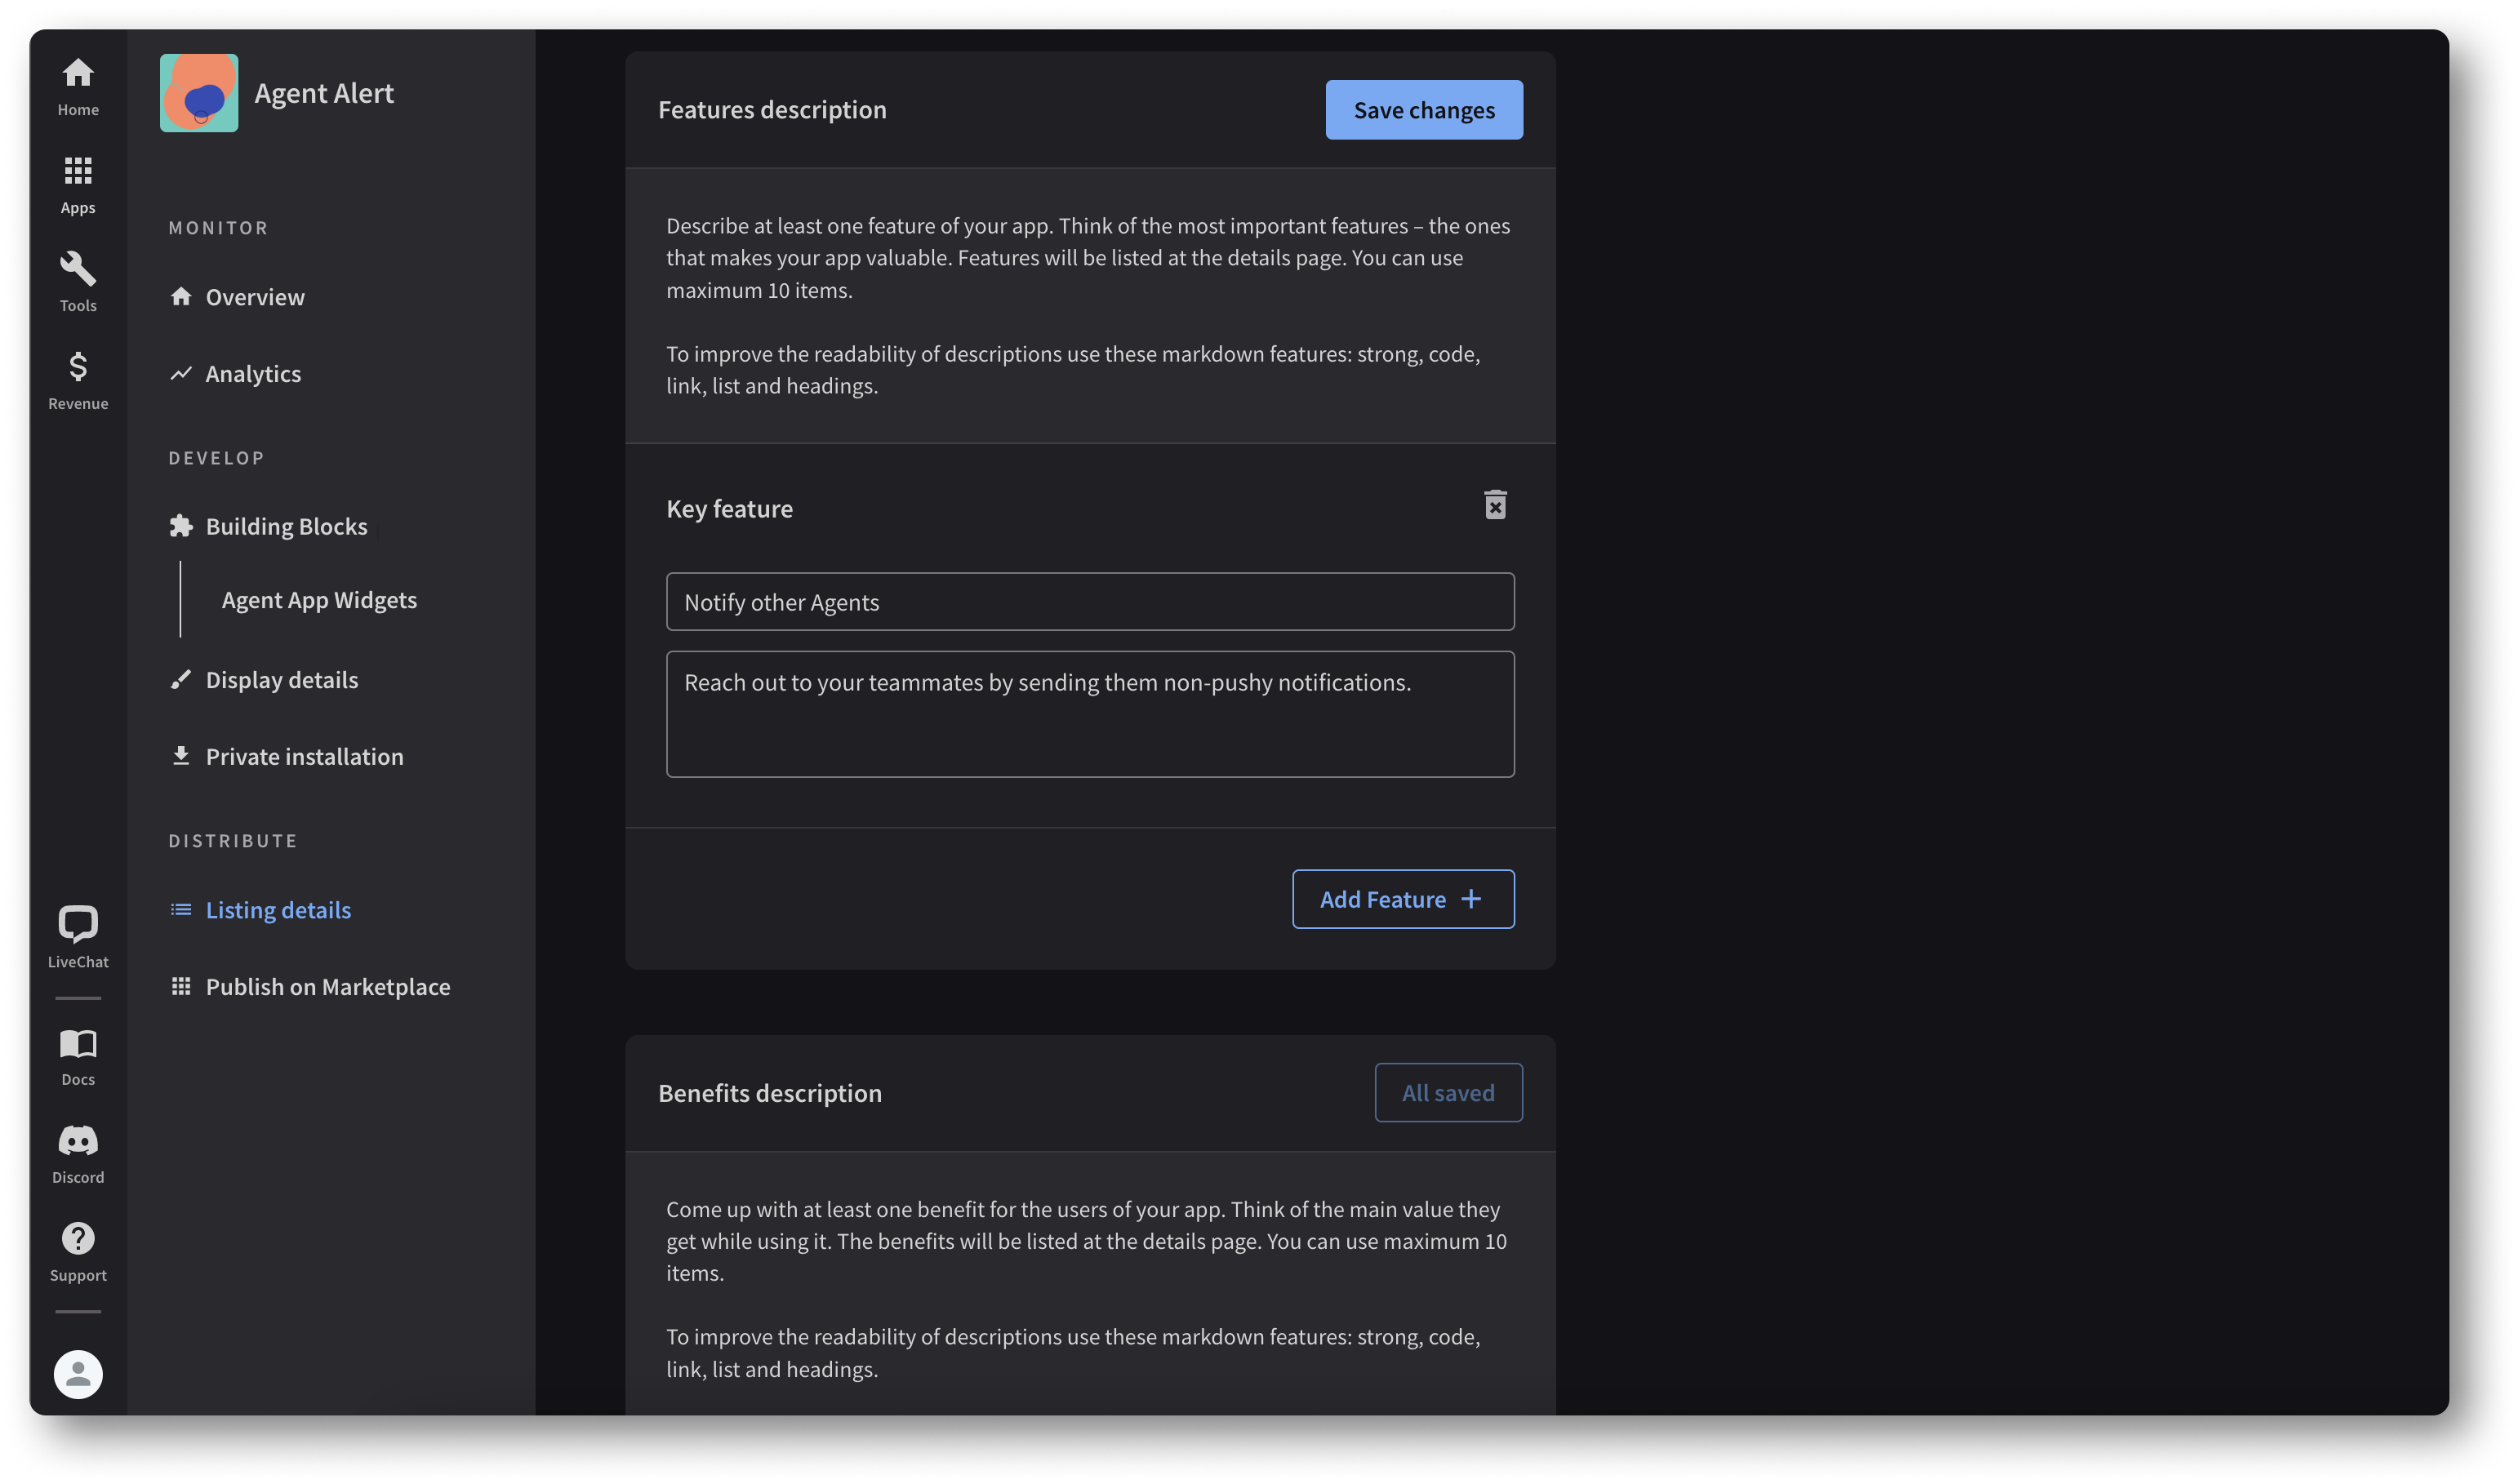 Home
Apps
Tools
Revenue
LiveChat
Docs
Discord
Support
Agent Alert
MONITOR
Overview
Analytics
DEVELOP
Building Blocks
Agent App Widgets
Display details
Private installation
DISTRIBUTE
Listing details
Publish on Marketplace
Features description
Save changes
Describe at least one feature of your app. Think of the most important features – the ones
that makes your app valuable. Features will be listed at the details page. You can use
maximum 10 items.
To improve the readability of descriptions use these markdown features: strong, code,
link, list and headings.
Key feature
Notify other Agents
Reach out to your teammates by sending them non-pushy notifications.
Add Feature
Benefits description
All saved
Come up with at least one benefit for the users of your app. Think of the main value they
get while using it. The benefits will be listed at the details page. You can use maximum 10
items.
To improve the readability of descriptions use these markdown features: strong, code,
link, list and headings.